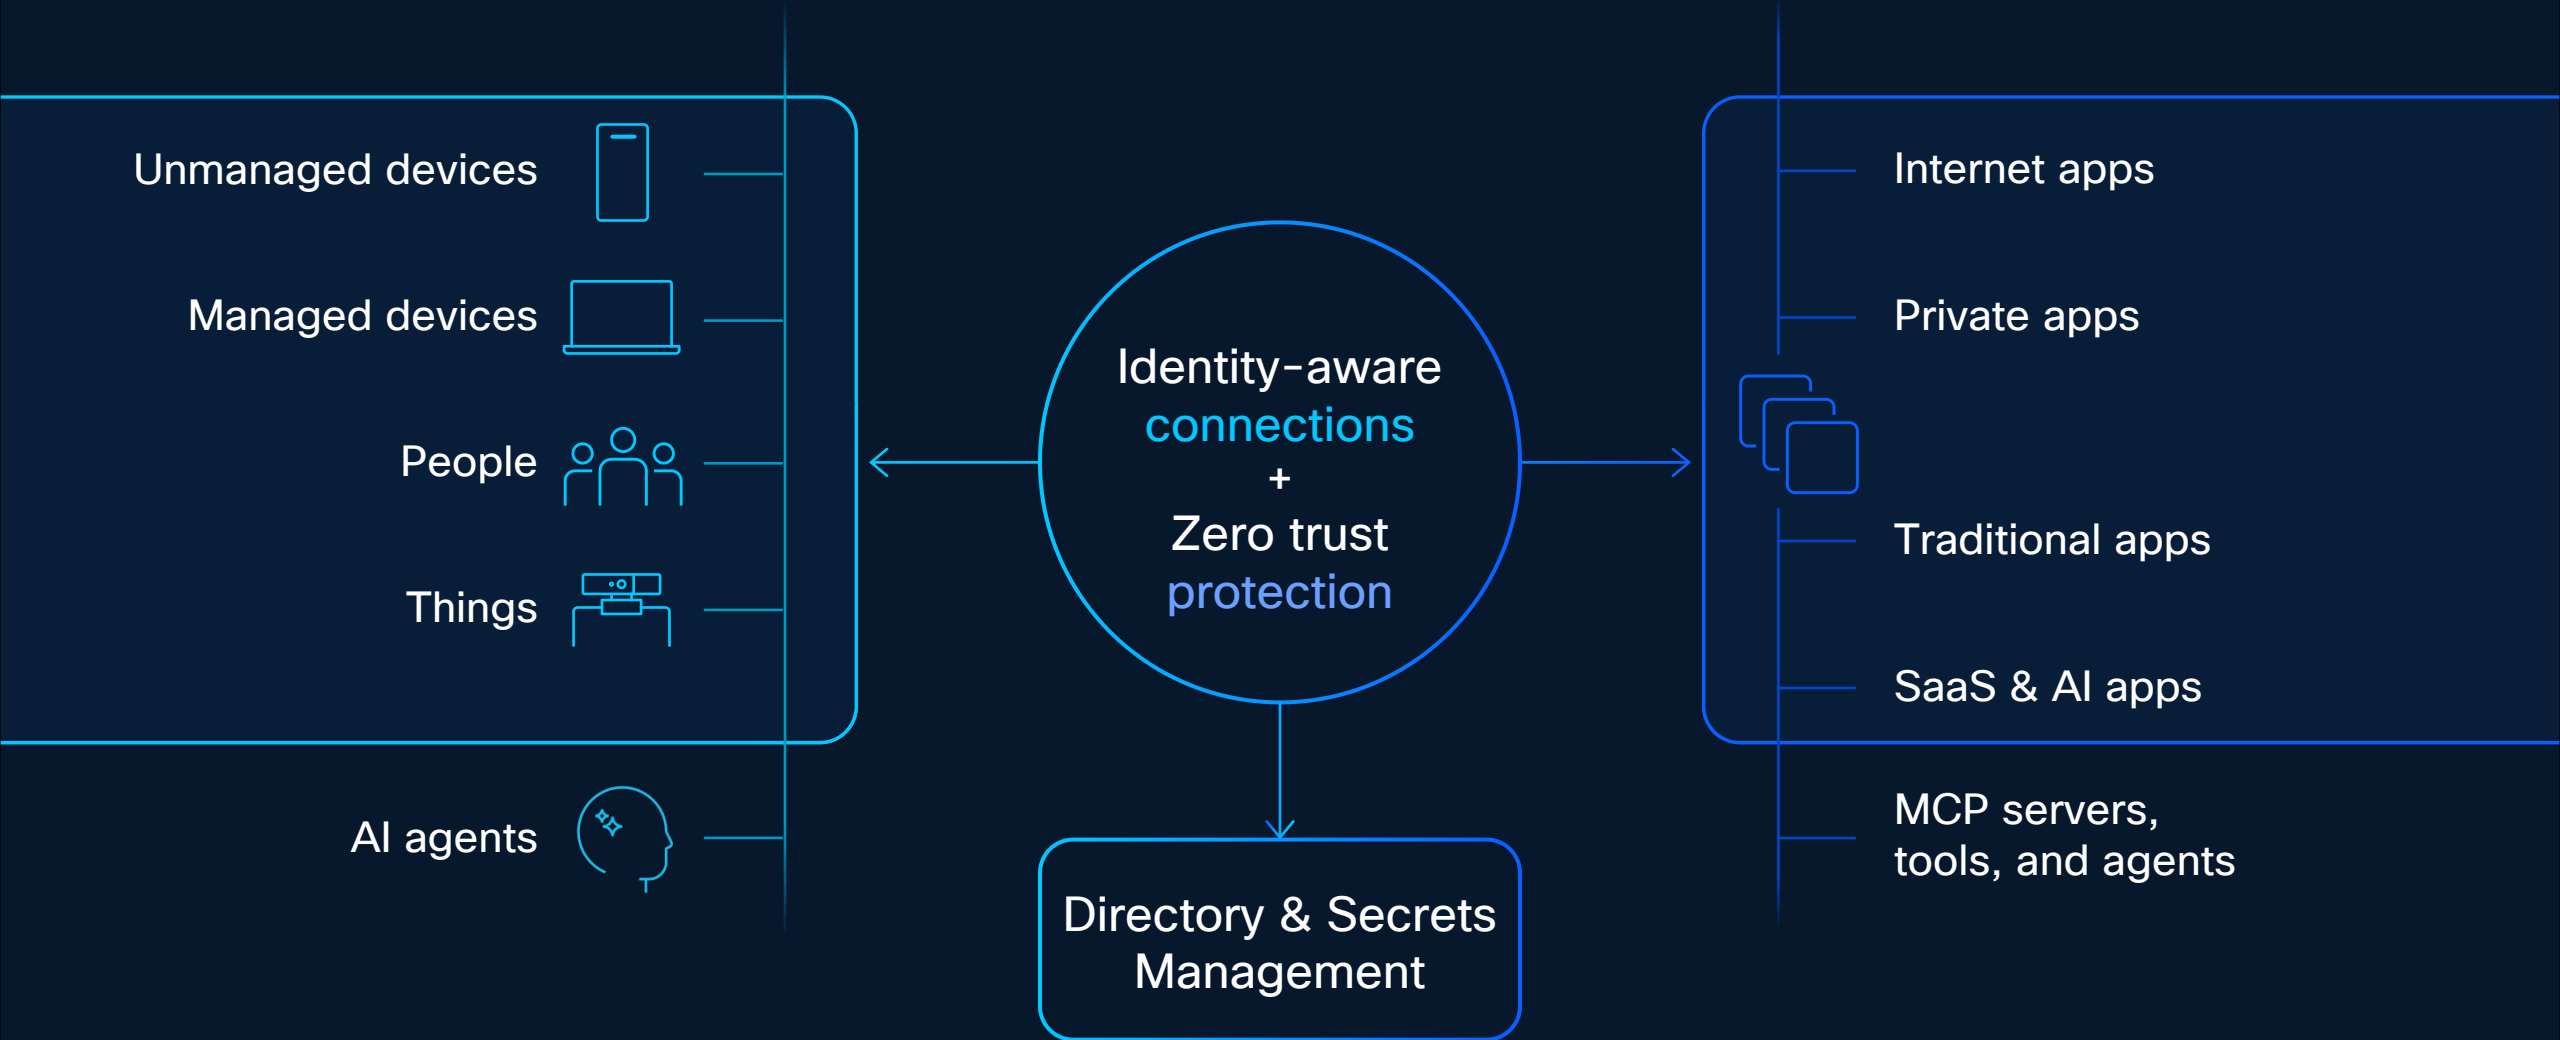 Unmanaged devices
Managed devices
People
Things
AI agents
Identity-aware
connections
+
Zero trust
protection
Directory & Secrets
Management
Internet apps
Private apps
Traditional apps
SaaS & AI apps
MCP servers,
tools, and agents